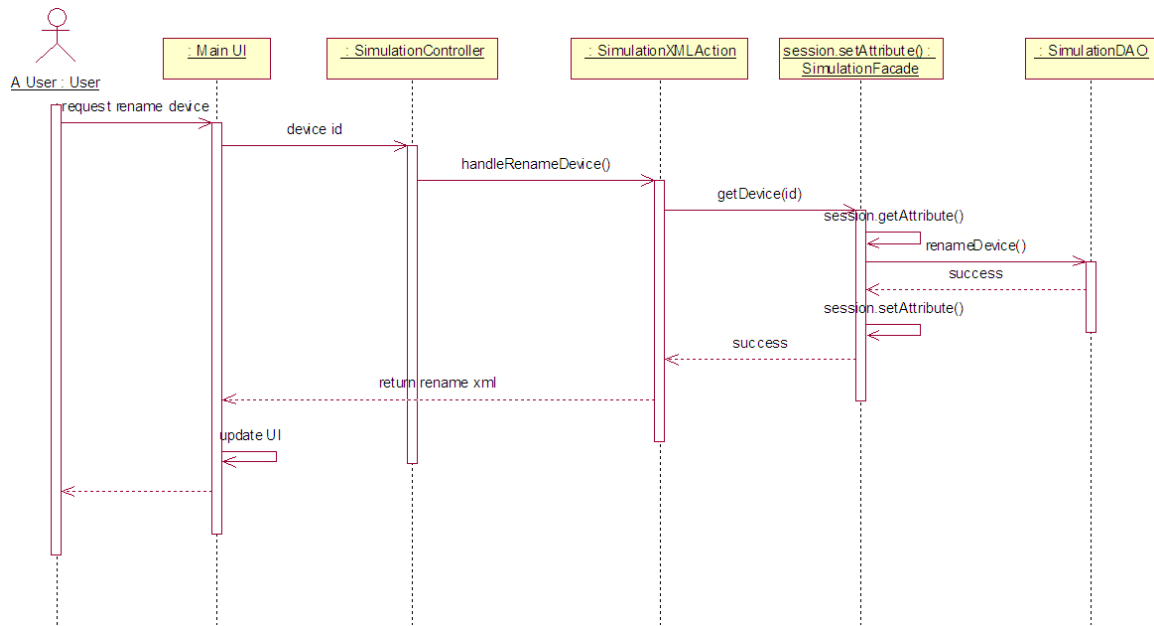 : Main UI
: SimulationController
: SimulationXMLAction
session.setAttribute() :
SimulationFacade
: SimulationDAO
A User : User
request rename device
device id
handleRenameDevice()
getDevice(id)
session.getAttribute()
renameDevice()
success
session.setAttribute()
success
return rename xml
update UI